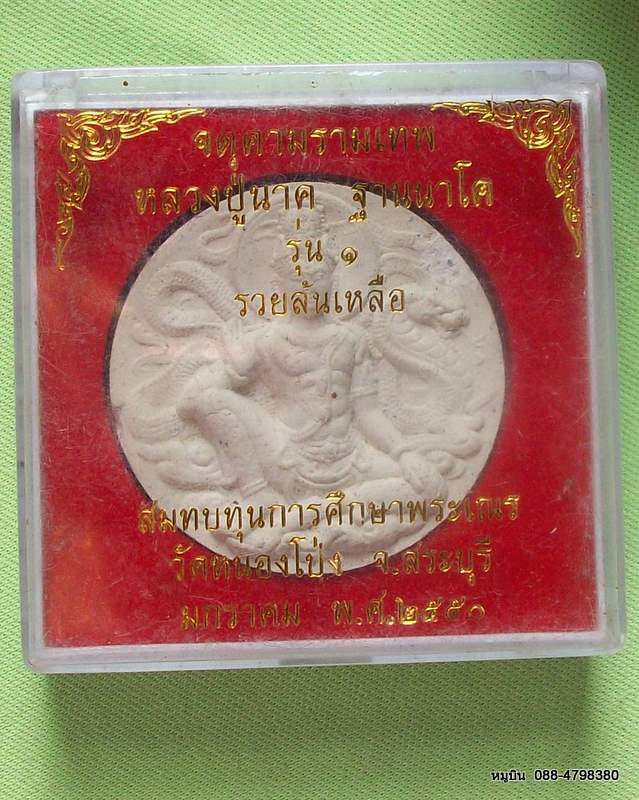 จตุคามรามเทพ
หลวงปู่นาค ฐานนาโค
รุ่น ๑
รวยล้นเหลือ
สมทบทุนการศึกษาพระเณร
วัดหนองโป่ง จ.สระบุรี
มกราคม พ.ศ.๒๕๕๐
หมูบิน 088-4798380